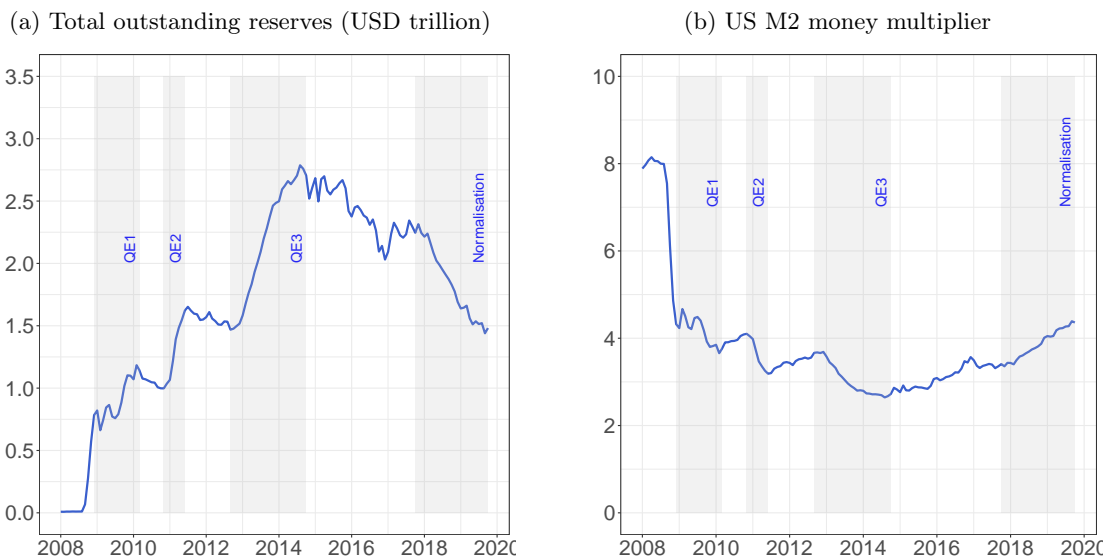 (a) Total outstanding reserves (USD trillion)
3.5
3.0
2.5
2.0
1.5
1.0
0.5
0.0
QE1
QE2
QE3
Normalisation
2008 2010 2012 2014 2016 2018 2020
(b) US M2 money multiplier
10
8
6
4
2
0
QE1
QE2
QE3
Normalisation
2008 2010 2012 2014 2016 2018 2020